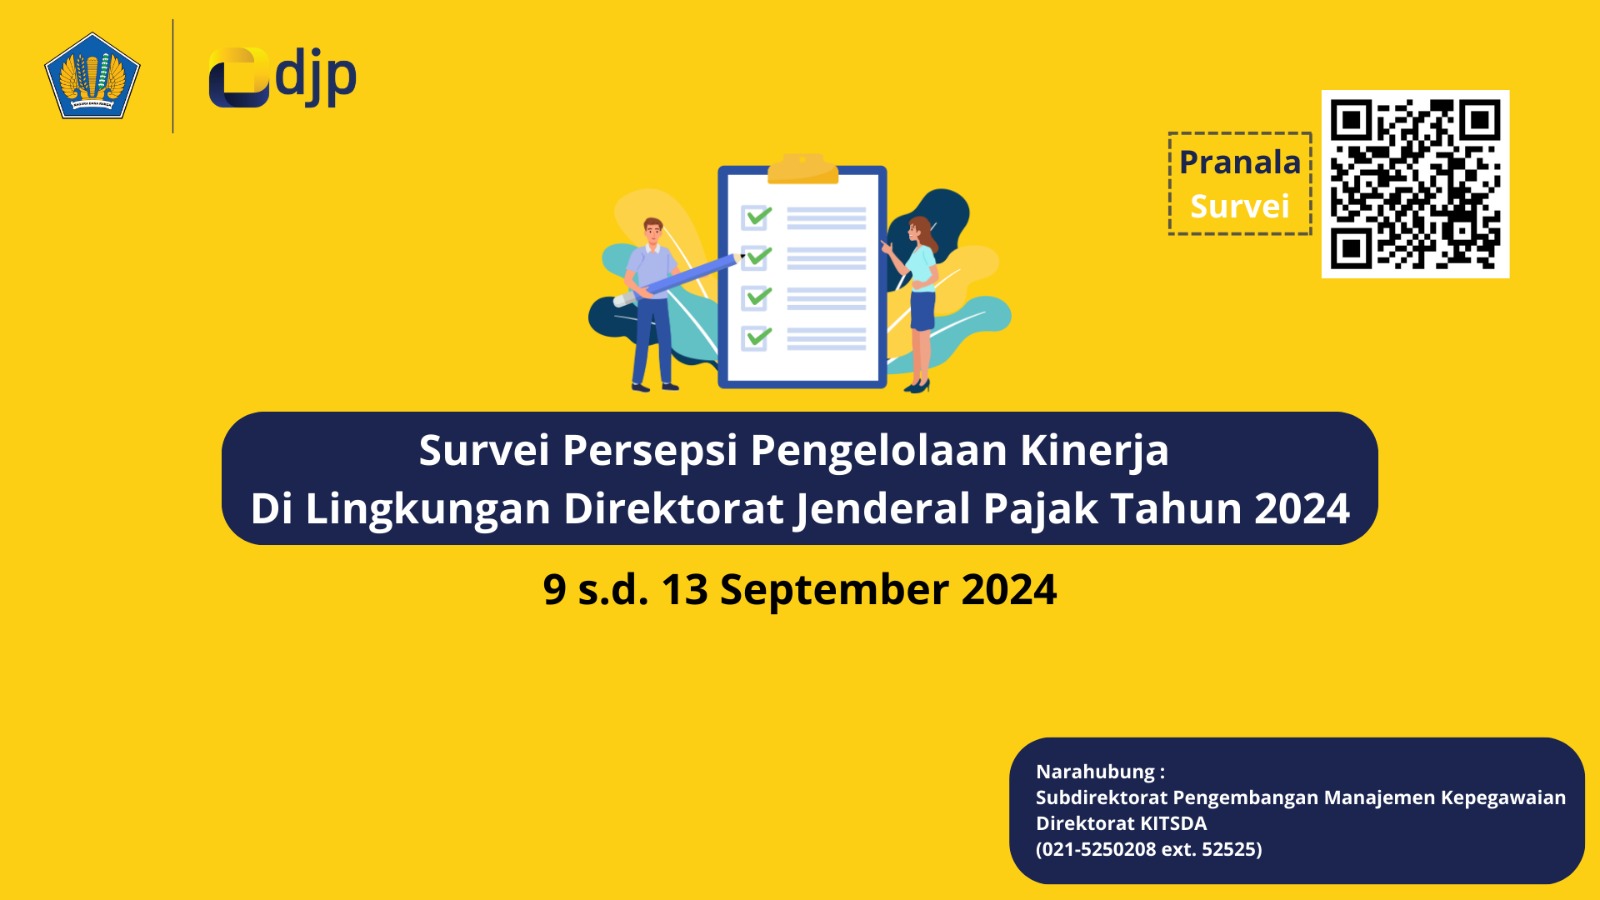 djp
Pranala
Survei
Survei Persepsi Pengelolaan Kinerja
Di Lingkungan Direktorat Jenderal Pajak Tahun 2024
9 s.d. 13 September 2024
Narahubung :
Subdirektorat Pengembangan Manajemen Kepegawaian
Direktorat KITSDA
(021-5250208 ext. 52525)